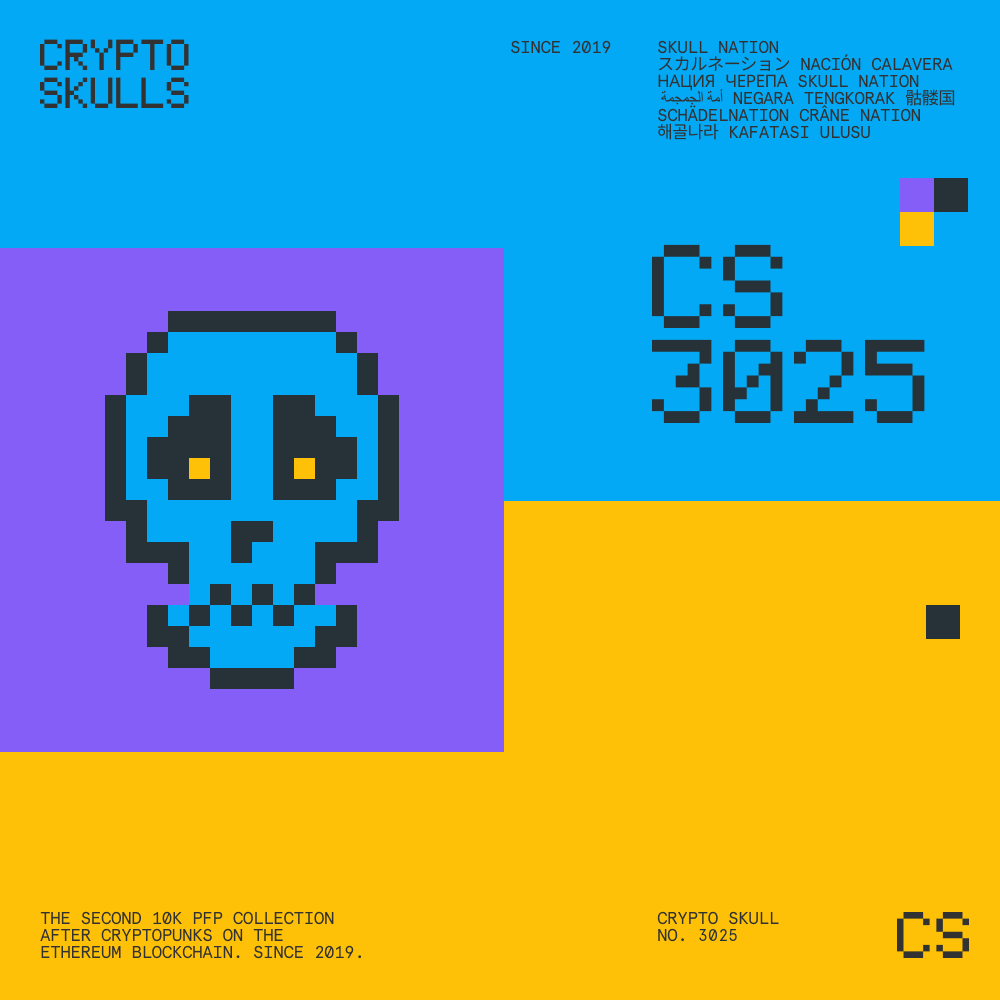 CRYPTO
SKULLS
SINCE 2019
SKULL NATION
スカルネーション NACIÓN CALAVERA
НАЦИЯ ЧЕРЕПА SKULL NATION
أمة الجمجمة NEGARA TENGKORAK 骷髅国
SCHÄDELNATION CRÂNE NATION
해골나라 KAFATASI ULUSU
CS
3025
THE SECOND 10K PFP COLLECTION
AFTER CRYPTOPUNKS ON THE
ETHEREUM BLOCKCHAIN. SINCE 2019.
CRYPTO SKULL
NO. 3025
CS